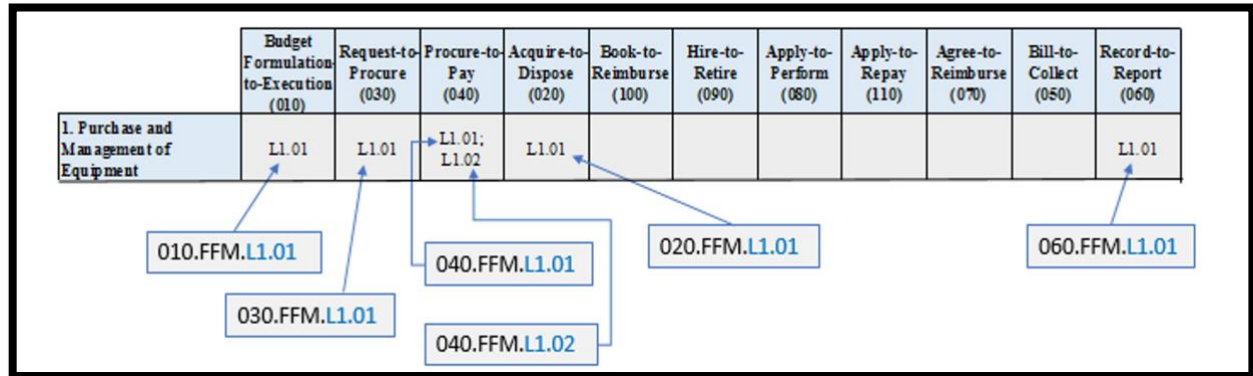 Budget
Formulation-
to-Execution
(010)
Request-to-
Procure
(030)
Procure-to-
Pay
(040)
Acquire-to-
Dispose
(020)
Book-to-
Reimburse
(100)
Hire-to-
Retire
(090)
Apply-to-
Perform
(080)
Apply-to-
Repay
(110)
Agree-to-
Reimburse
(070)
Bill-to-
Collect
(050)
Record-to-
Report
(060)
1. Purchase and
Management of
Equipment
L1.01
L1.01
L1.01;
L1.02
L1.01
L1.01
010.FFM.L1.01
040.FFM.L1.01
020.FFM.L1.01
060.FFM.L1.01
030.FFM.L1.01
040.FFM.L1.02